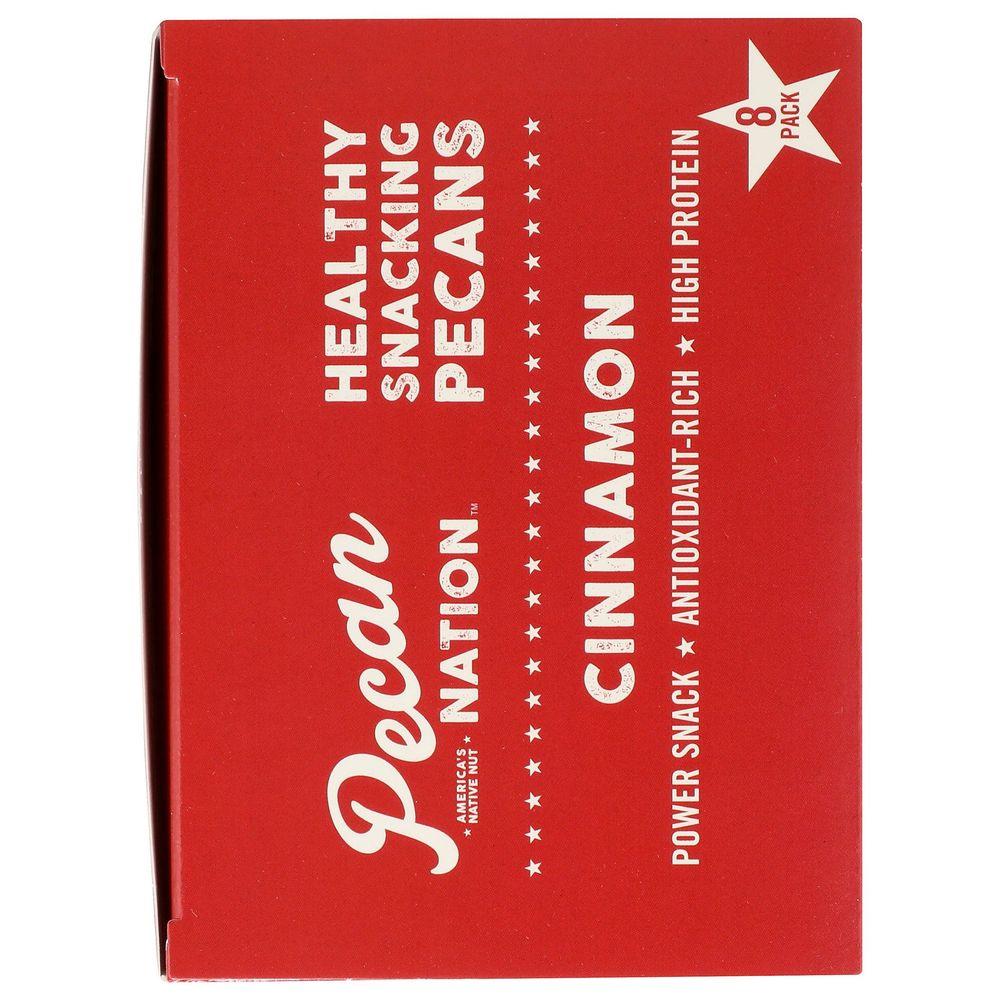 Pecan
★ AMERICA'S
NATIVE NUT ★
NATION™
HEALTHY
SNACKING
PECANS
CINNAMON
POWER SNACK ★ ANTIOXIDANT-RICH ★ HIGH PROTEIN
8
PACK